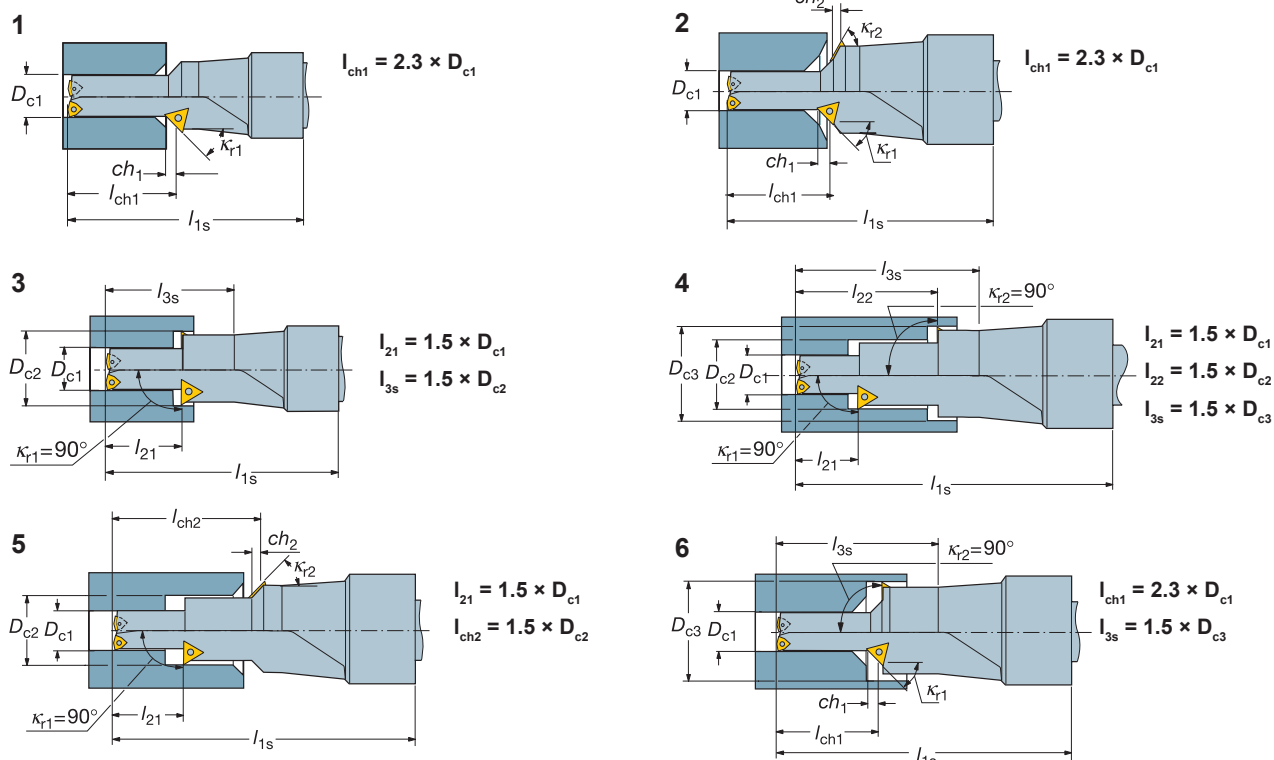 1
D_c1
ch_1
κ_r1
l_ch1
l_1s
l_ch1 = 2.3 × D_c1
2
κ_r2
D_c1
ch_1
κ_r1
l_ch1
l_1s
l_ch1 = 2.3 × D_c1
3
l_3s
D_c2
D_c1
κ_r1=90°
l_21
l_1s
l_21 = 1.5 × D_c1
l_3s = 1.5 × D_c2
4
l_3s
l_22
κ_r2=90°
D_c3
D_c2
D_c1
κ_r1=90°
l_21
l_1s
l_21 = 1.5 × D_c1
l_22 = 1.5 × D_c2
l_3s = 1.5 × D_c3
5
l_ch2
ch_2
κ_r2
D_c2
D_c1
κ_r1=90°
l_21
l_1s
l_21 = 1.5 × D_c1
l_ch2 = 1.5 × D_c2
6
l_3s
κ_r2=90°
D_c3
D_c1
κ_r1
ch_1
l_ch1
l_1s
l_ch1 = 2.3 × D_c1
l_3s = 1.5 × D_c3